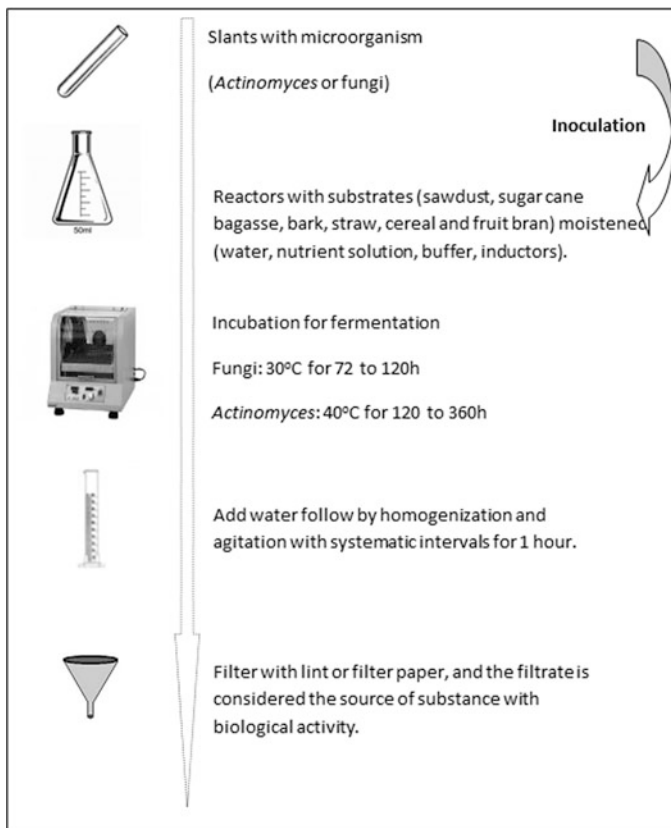 Slants with microorganism
(Actinomyces or fungi)
Inoculation
50ml
Reactors with substrates (sawdust, sugar cane
bagasse, bark, straw, cereal and fruit bran) moistened
(water, nutrient solution, buffer, inductors).
Incubation for fermentation
Fungi: 30ºC for 72 to 120h
Actinomyces: 40ºC for 120 to 360h
Add water follow by homogenization and
agitation with systematic intervals for 1 hour.
Filter with lint or filter paper, and the filtrate is
considered the source of substance with
biological activity.